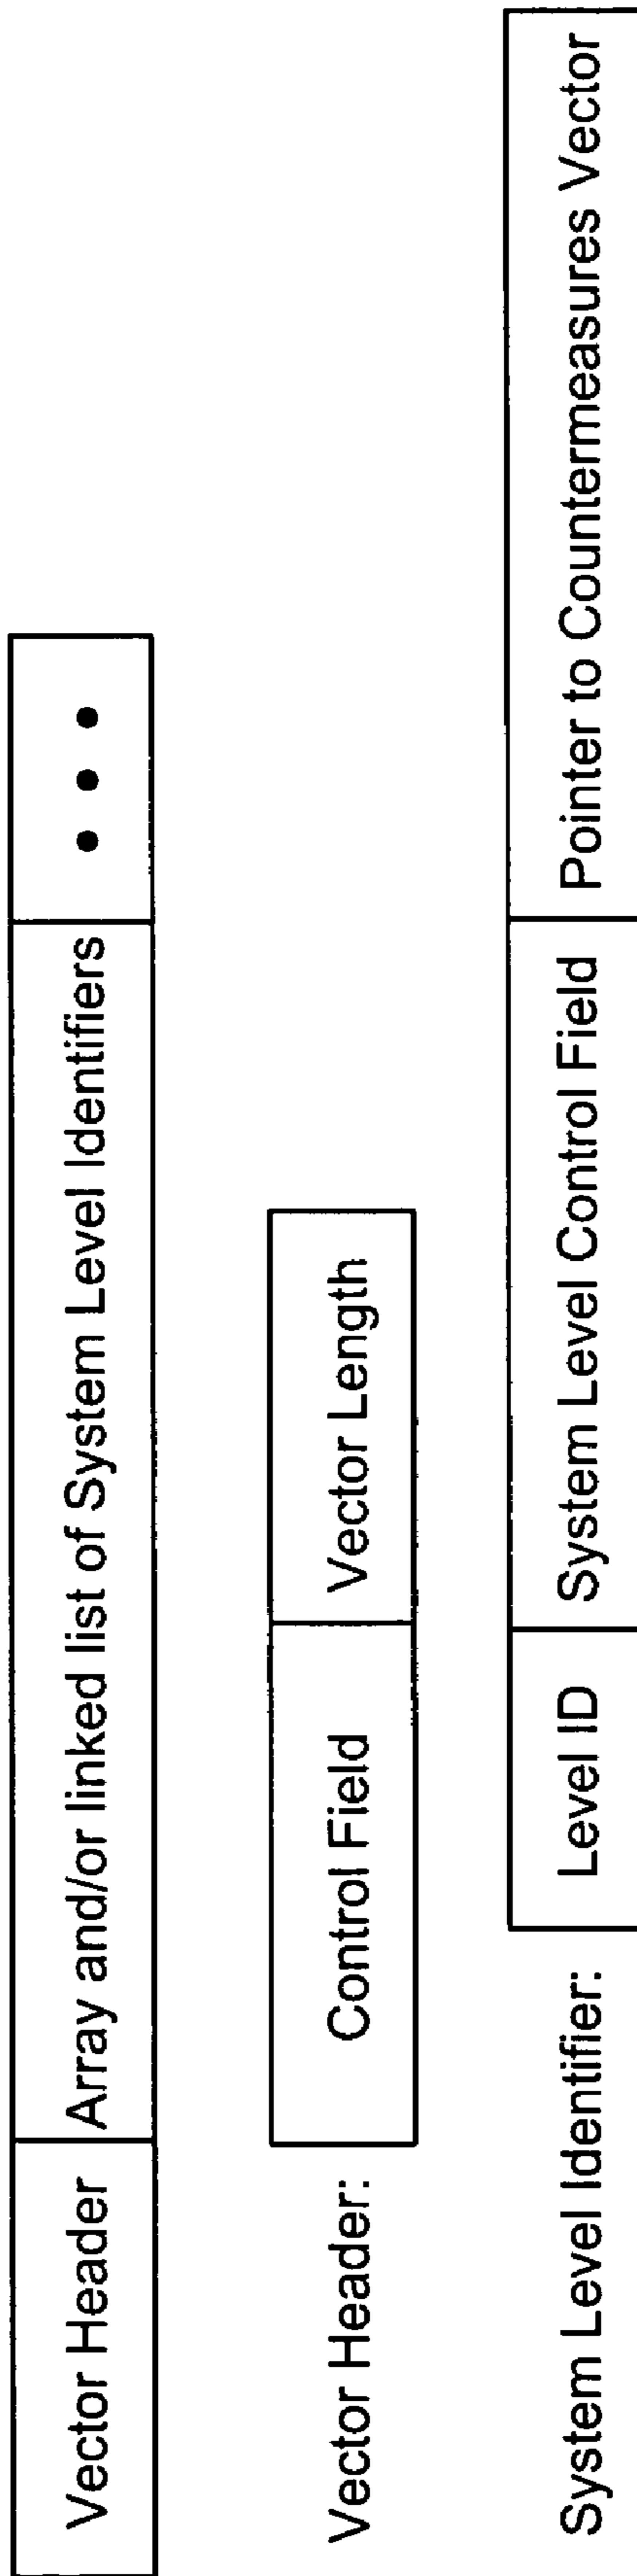 Vector Header Array and/or linked list of System Level Identifiers • • •
Vector Header: Control Field Vector Length
System Level Identifier: Level ID System Level Control Field Pointer to Countermeasures Vector